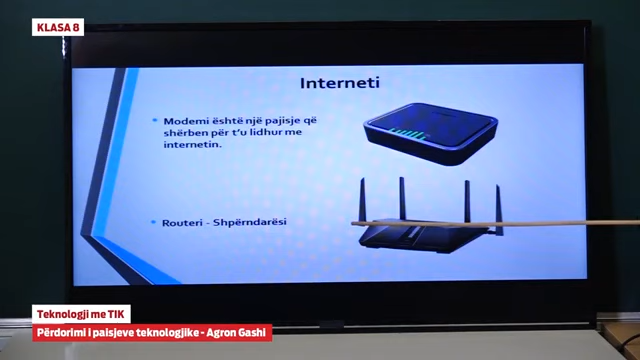 KLASA 8
Interneti
• Modemi është një pajisje që
shërben për t'u lidhur me
internetin.
• Routeri - Shpërndarësi
Teknologji me TIK
Përdorimi i paisjeve teknologjike - Agron Gashi